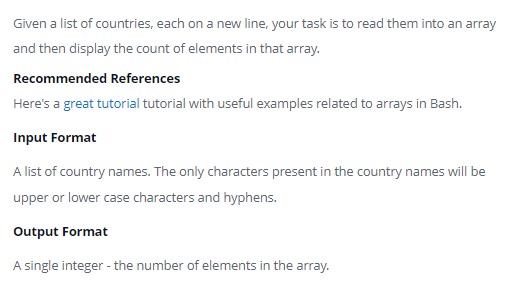 Given a list of countries, each on a new line, your task is to read them into an array
and then display the count of elements in that array.
Recommended References
Here's a great tutorial tutorial with useful examples related to arrays in Bash.
Input Format
A list of country names. The only characters present in the country names will be
upper or lower case characters and hyphens.
Output Format
A single integer - the number of elements in the array.